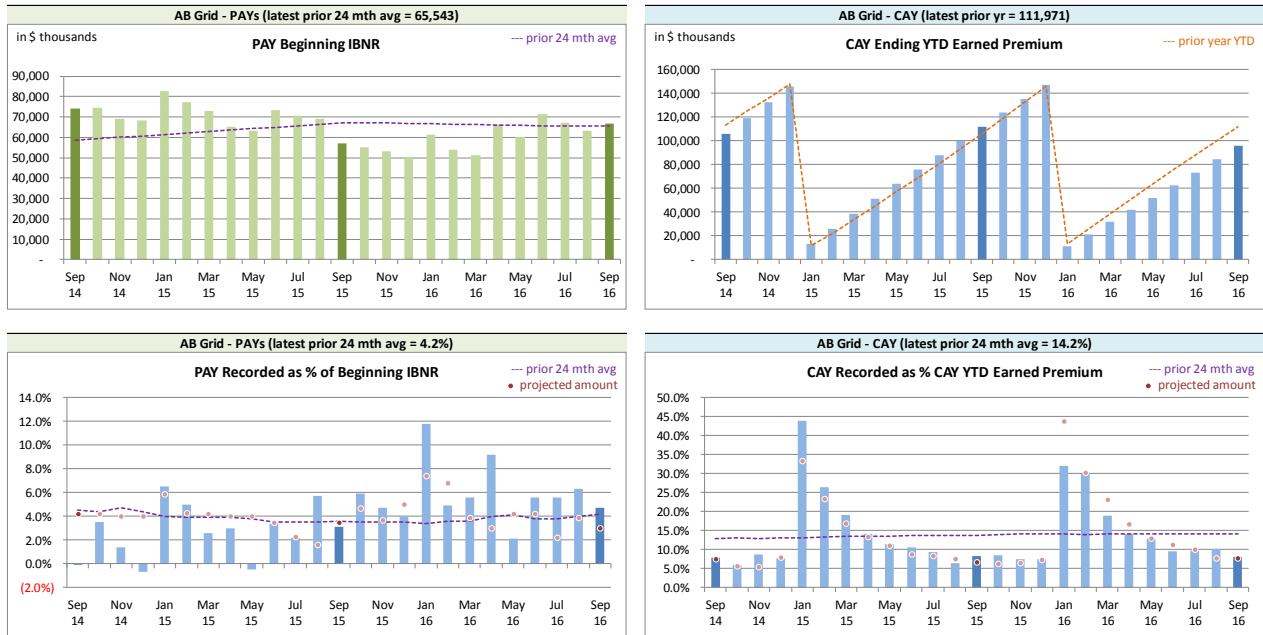 AB Grid - PAYs (latest prior 24 mth avg = 65,543)
in $ thousands
PAY Beginning IBNR
--- prior 24 mth avg
90,000
80,000
70,000
60,000
50,000
40,000
30,000
20,000
10,000
-
Sep Nov Jan Mar May Jul Sep Nov Jan Mar May Jul Sep
14 14 15 15 15 15 15 15 16 16 16 16 16
AB Grid - CAY (latest prior yr = 111,971)
in $ thousands
CAY Ending YTD Earned Premium
--- prior year YTD
160,000
140,000
120,000
100,000
80,000
60,000
40,000
20,000
-
Sep Nov Jan Mar May Jul Sep Nov Jan Mar May Jul Sep
14 14 15 15 15 15 15 15 16 16 16 16 16
AB Grid - PAYs (latest prior 24 mth avg = 4.2%)
PAY Recorded as % of Beginning IBNR
--- prior 24 mth avg
projected amount
14.0%
12.0%
10.0%
8.0%
6.0%
4.0%
2.0%
0.0%
(2.0%)
Sep Nov Jan Mar May Jul Sep Nov Jan Mar May Jul Sep
14 14 15 15 15 15 15 15 16 16 16 16 16
AB Grid - CAY (latest prior 24 mth avg = 14.2%)
CAY Recorded as % CAY YTD Earned Premium
--- prior 24 mth avg
projected amount
50.0%
45.0%
40.0%
35.0%
30.0%
25.0%
20.0%
15.0%
10.0%
5.0%
0.0%
Sep Nov Jan Mar May Jul Sep Nov Jan Mar May Jul Sep
14 14 15 15 15 15 15 15 16 16 16 16 16